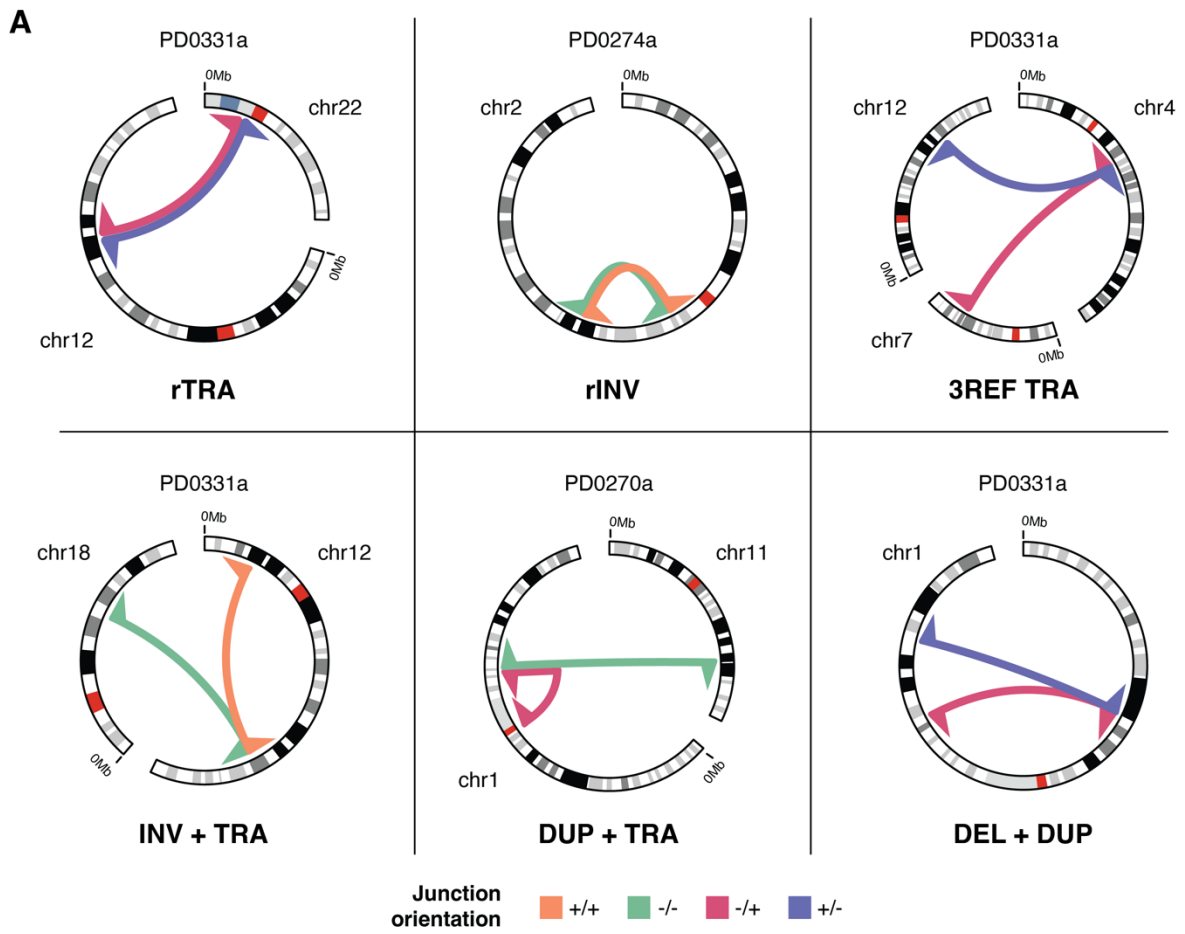 A
PD0331a
0Mb
chr22
0Mb
chr12
rTRA
PD0274a
0Mb
chr2
rINV
PD0331a
0Mb
chr12
chr4
0Mb
chr7
0Mb
3REF TRA
PD0331a
0Mb
chr18
chr12
0Mb
INV + TRA
PD0270a
0Mb
chr11
0Mb
chr1
DUP + TRA
PD0331a
0Mb
chr1
DEL + DUP
Junction
orientation
+/+
-/-
-/+
+/-